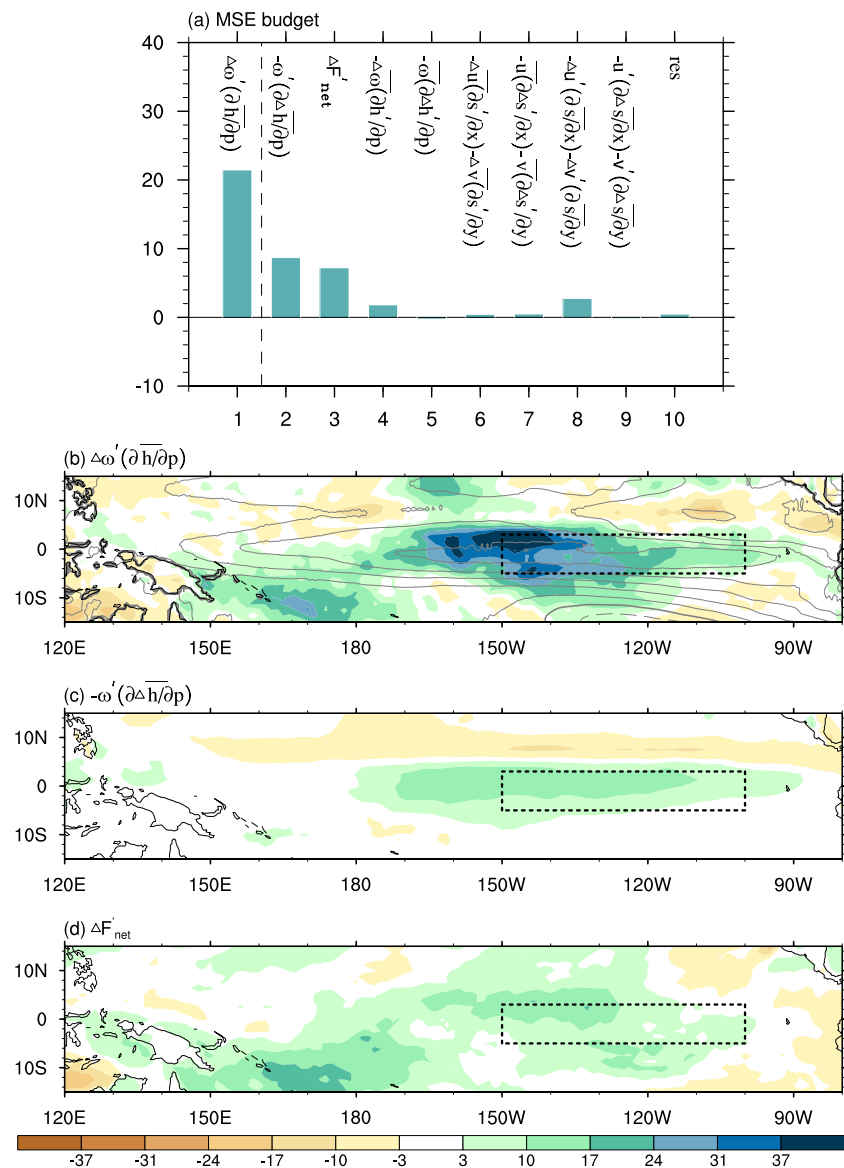 (a) MSE budget
40
30
20
10
0
-10
Δω′(∂h̅/∂p̅)
-ω′(∂Δh̅/∂p̅)
ΔF′net
-Δω̅(∂h′/∂p)
-ω̅(∂Δh′/∂p)
-Δu̅(∂s′/∂x)-Δv̅(∂s′/∂y)
-u̅(∂Δs′/∂x)-v̅(∂Δs′/∂y)
-Δu′(∂s̅/∂x̅)-Δv′(∂s̅/∂y̅)
-u′(∂Δs̅/∂x̅)-v′(∂Δs̅/∂y̅)
res
1 2 3 4 5 6 7 8 9 10
(b) Δω′(∂h̅/∂p)
10N
0
10S
120E 150E 180 150W 120W 90W
(c) -ω′(∂Δh̅/∂p)
10N
0
10S
120E 150E 180 150W 120W 90W
(d) ΔF′net
10N
0
10S
120E 150E 180 150W 120W 90W
-37 -31 -24 -17 -10 -3 3 10 17 24 31 37